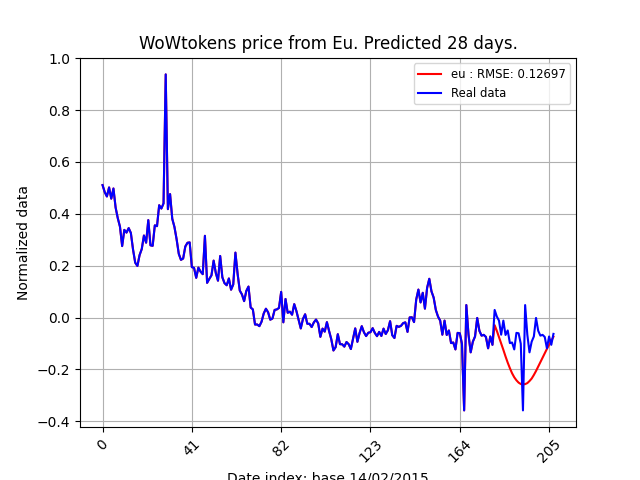 WoWtokens price from Eu. Predicted 28 days.
eu : RMSE: 0.12697
Real data
Normalized data
1.0
0.8
0.6
0.4
0.2
0.0
−0.2
−0.4
0
41
82
123
164
205
Date index: base 14/02/2015